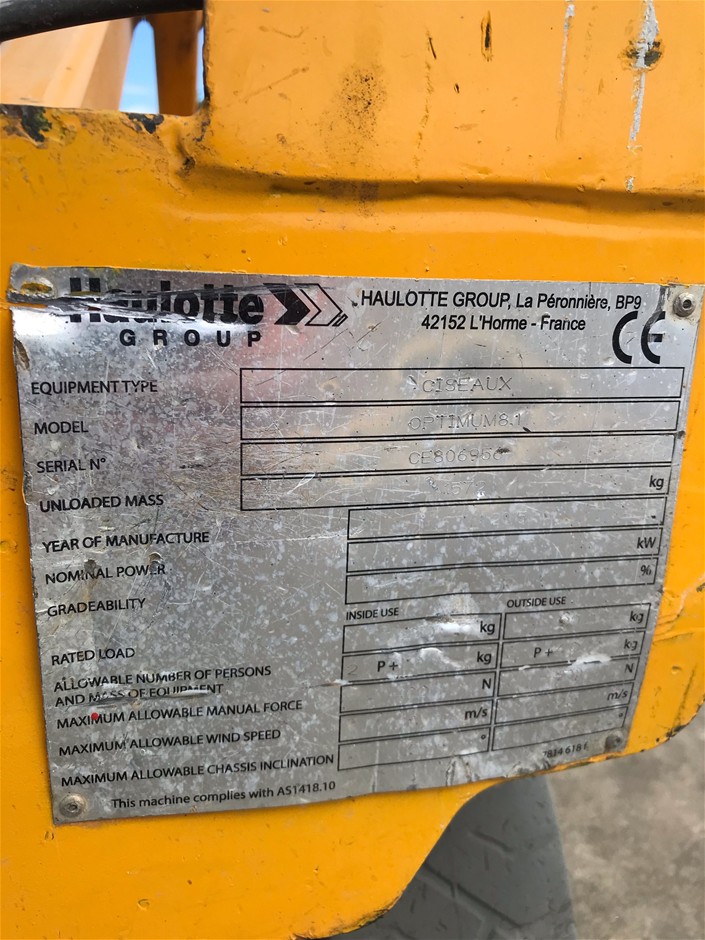 Haulotte
GROUP
HAULOTTE GROUP, La Péronnière, BP9
42152 L'Horme - France
CE
EQUIPMENT TYPE CISEAUX
MODEL OPTIMUM8.1
SERIAL N° CE806956
UNLOADED MASS kg
YEAR OF MANUFACTURE
NOMINAL POWER kW
GRADEABILITY %
INSIDE USE OUTSIDE USE
RATED LOAD kg kg
ALLOWABLE NUMBER OF PERSONS
AND MASS OF EQUIPMENT P + kg P + kg
MAXIMUM ALLOWABLE MANUAL FORCE N N
MAXIMUM ALLOWABLE WIND SPEED m/s m/s
MAXIMUM ALLOWABLE CHASSIS INCLINATION ° °
This machine complies with AS1418.10
7814 618